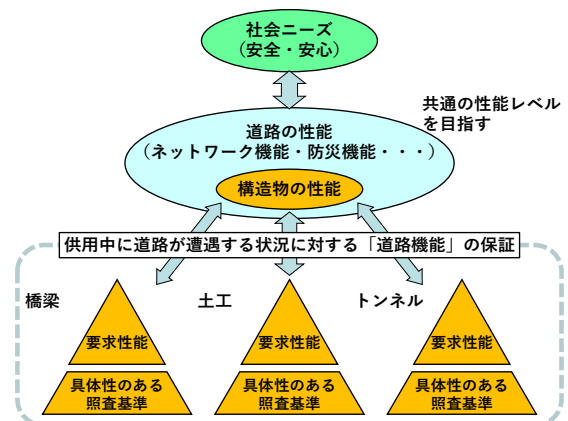 社会ニーズ
（安全・安心）
共通の性能レベル
を目指す
道路の性能
（ネットワーク機能・防災機能・・・）
構造物の性能
供用中に道路が遭遇する状況に対する「道路機能」の保証
橋梁
土工
トンネル
要求性能
要求性能
要求性能
具体性のある
照査基準
具体性のある
照査基準
具体性のある
照査基準